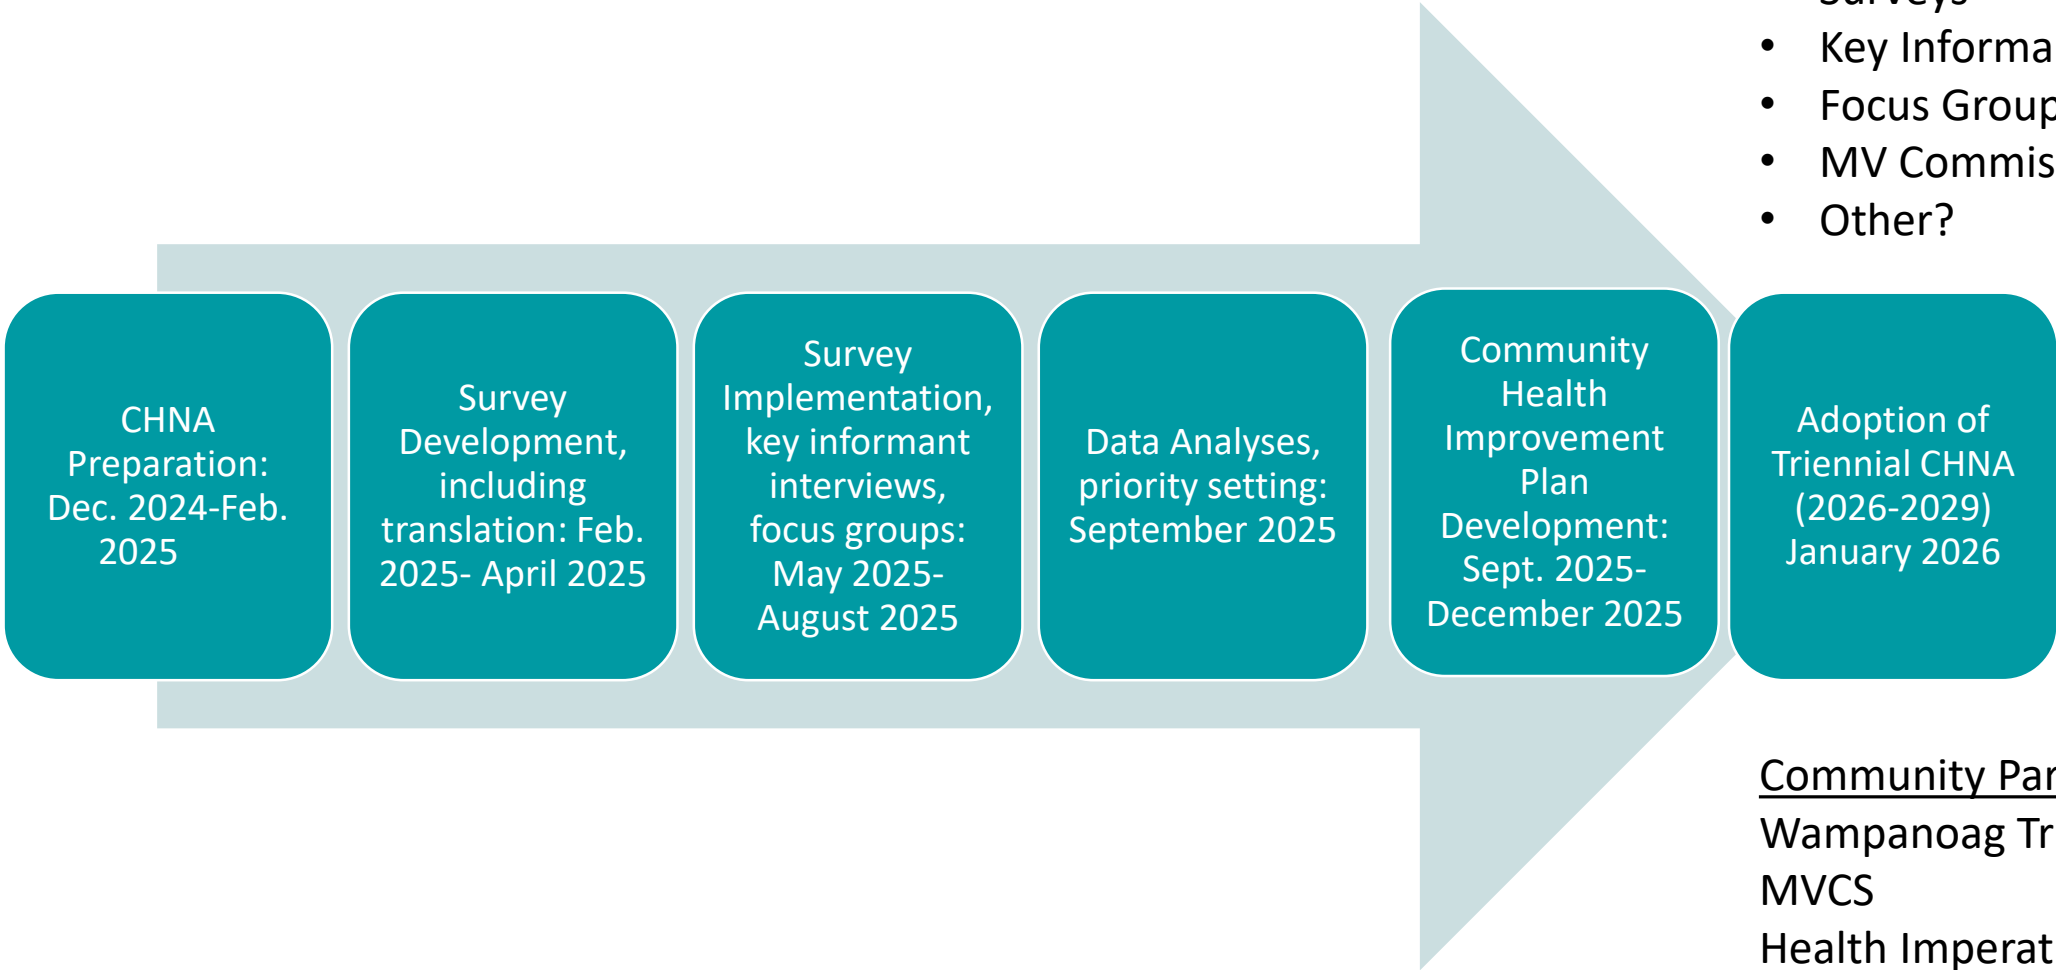 Surveys
• Key Informa
• Focus Group
• MV Commis
• Other?
CHNA
Preparation:
Dec. 2024-Feb.
2025
Survey
Development,
including
translation: Feb.
2025- April 2025
Survey
Implementation,
key informant
interviews,
focus groups:
May 2025-
August 2025
Data Analyses,
priority setting:
September 2025
Community
Health
Improvement
Plan
Development:
Sept. 2025-
December 2025
Adoption of
Triennial CHNA
(2026-2029)
January 2026
Community Par
Wampanoag Tr
MVCS
Health Imperat